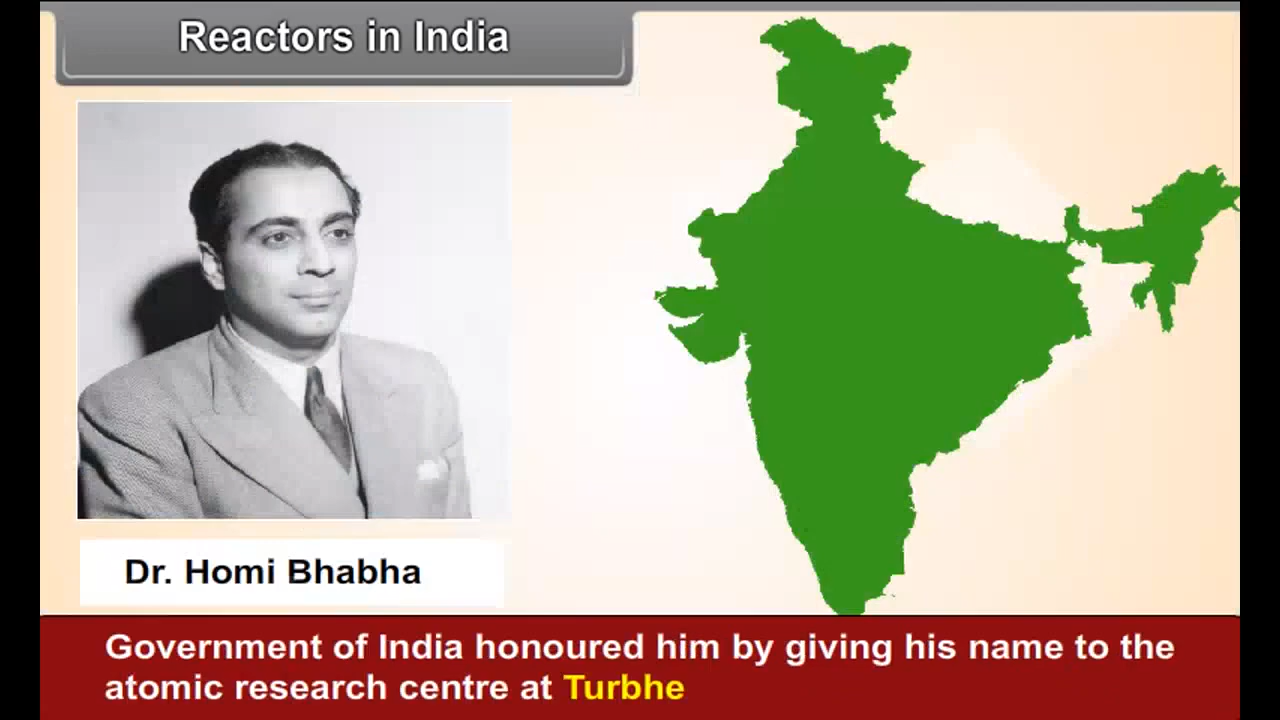 Reactors in India
Dr. Homi Bhabha
Government of India honoured him by giving his name to the
atomic research centre at Turbhe